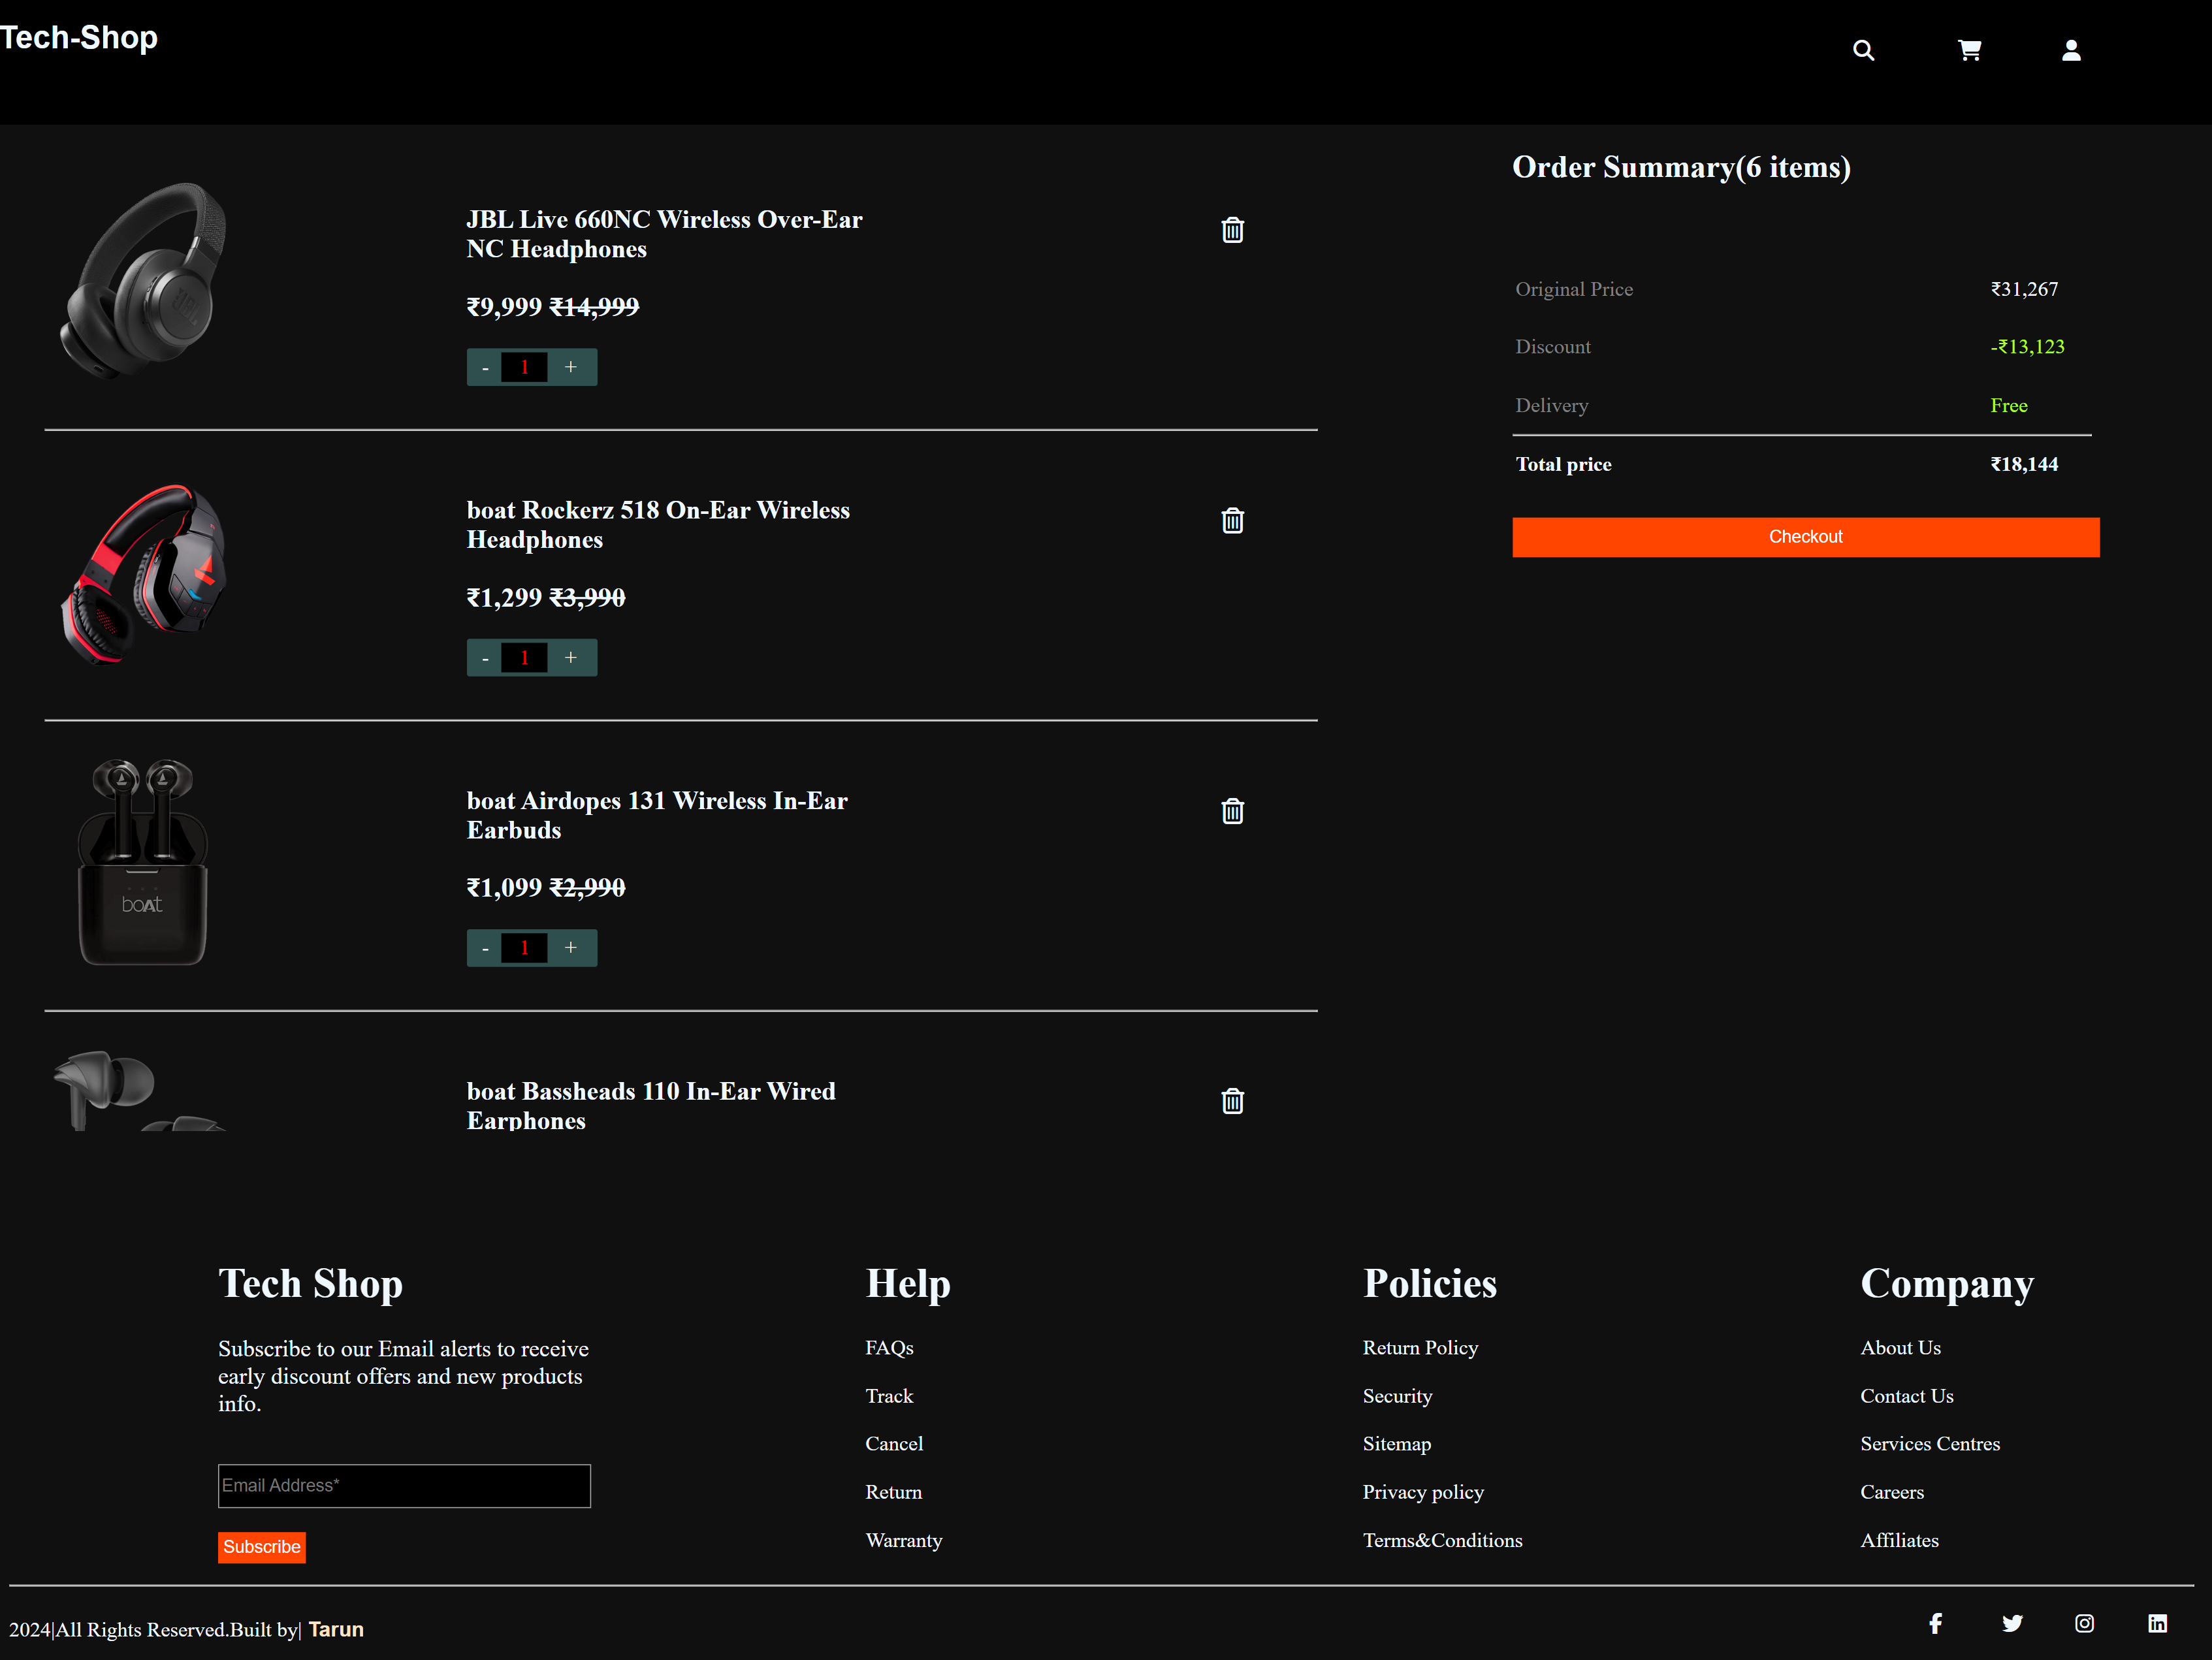 Tech-Shop
JBL Live 660NC Wireless Over-Ear
NC Headphones
₹9,999 ₹14,999
- 1 +
boat Rockerz 518 On-Ear Wireless
Headphones
₹1,299 ₹3,990
- 1 +
boAt
boat Airdopes 131 Wireless In-Ear
Earbuds
₹1,099 ₹2,990
- 1 +
boat Bassheads 110 In-Ear Wired
Earphones
Order Summary(6 items)
Original Price ₹31,267
Discount -₹13,123
Delivery Free
Total price ₹18,144
Checkout
Tech Shop
Subscribe to our Email alerts to receive
early discount offers and new products
info.
Email Address*
Subscribe
Help
FAQs
Track
Cancel
Return
Warranty
Policies
Return Policy
Security
Sitemap
Privacy policy
Terms&Conditions
Company
About Us
Contact Us
Services Centres
Careers
Affiliates
2024|All Rights Reserved.Built by| Tarun
JBL